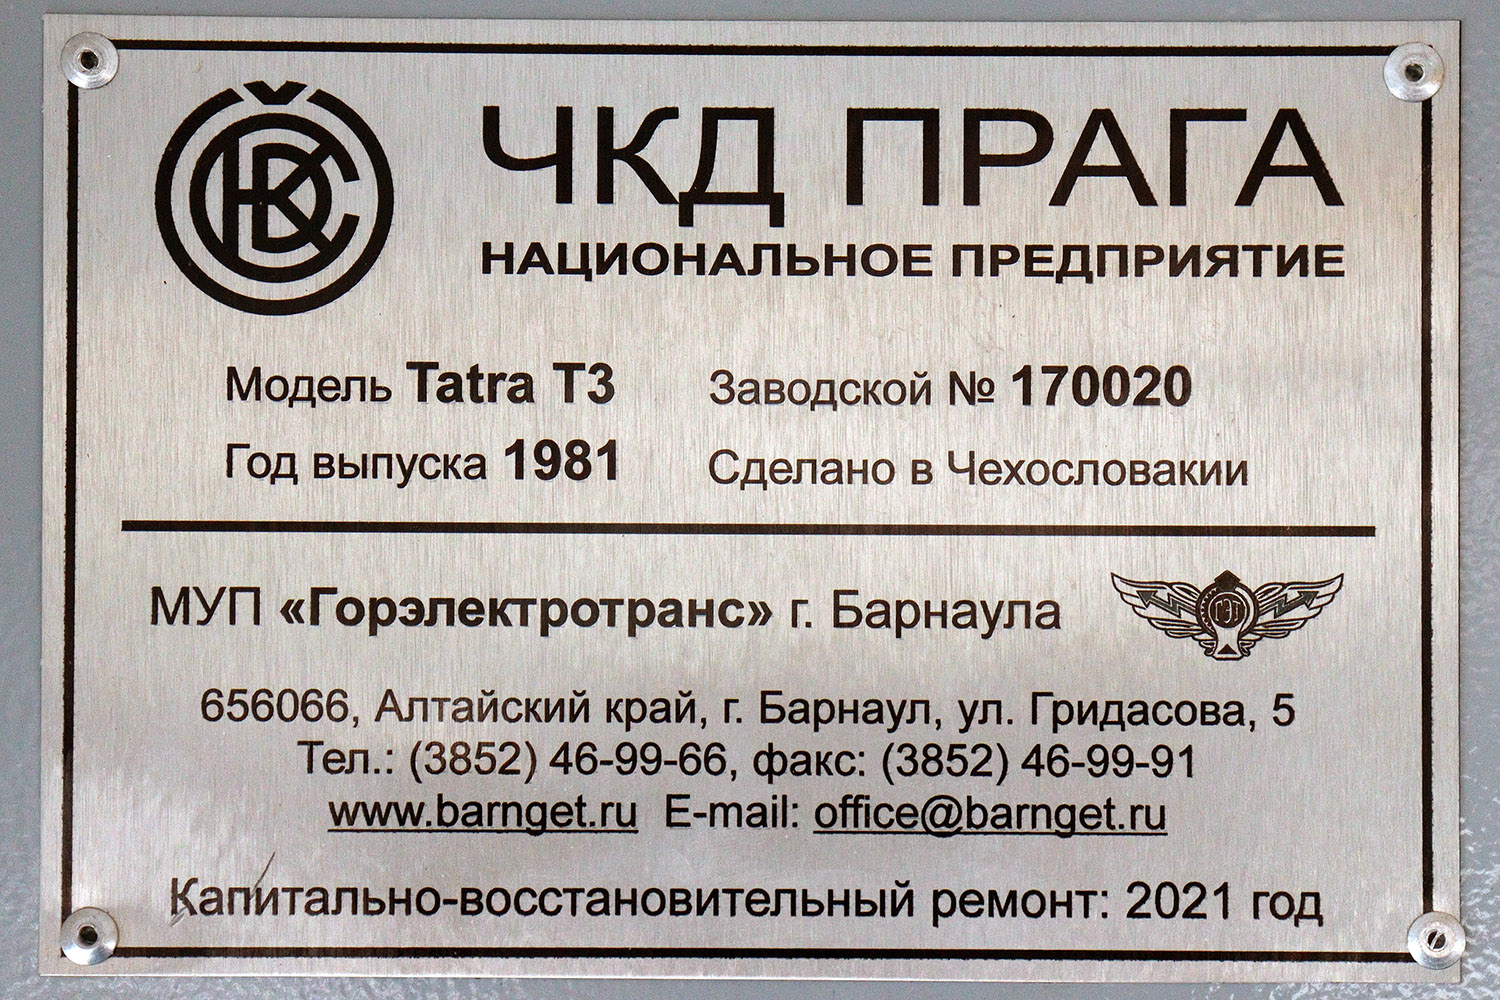 ČKD
ЧКД ПРАГА
НАЦИОНАЛЬНОЕ ПРЕДПРИЯТИЕ
Модель Tatra T3 Заводской № 170020
Год выпуска 1981 Сделано в Чехословакии
МУП «Горэлектротранс» г. Барнаула
ГЭТ
656066, Алтайский край, г. Барнаул, ул. Гридасова, 5
Тел.: (3852) 46-99-66, факс: (3852) 46-99-91
www.barnget.ru E-mail: office@barnget.ru
Капитально-восстановительный ремонт: 2021 год